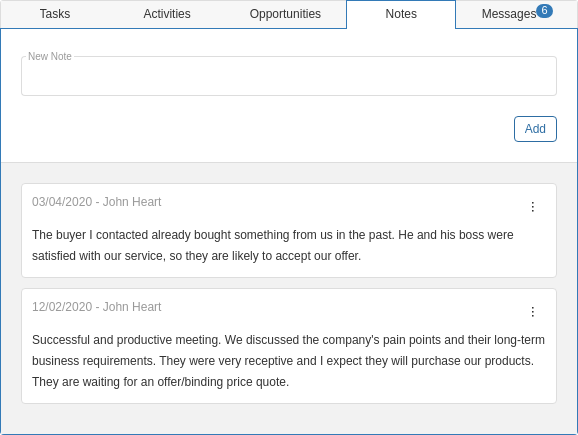 Tasks Activities Opportunities Notes Messages 6
New Note
Add
03/04/2020 - John Heart
The buyer I contacted already bought something from us in the past. He and his boss were
satisfied with our service, so they are likely to accept our offer.
12/02/2020 - John Heart
Successful and productive meeting. We discussed the company's pain points and their long-term
business requirements. They were very receptive and I expect they will purchase our products.
They are waiting for an offer/binding price quote.